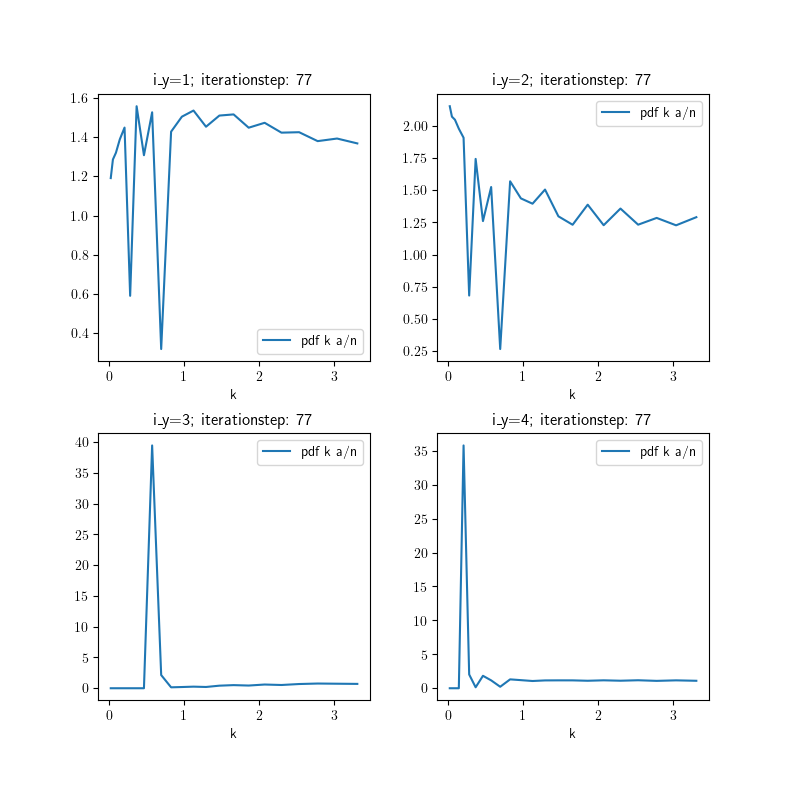 i_y=1; iterationstep: 77
i_y=2; iterationstep: 77
1.6
1.4
1.2
1.0
0.8
0.6
0.4
pdf k a/n
0 1 2 3
k
2.00
1.75
1.50
1.25
1.00
0.75
0.50
0.25
pdf k a/n
0 1 2 3
k
i_y=3; iterationstep: 77
i_y=4; iterationstep: 77
40
35
30
25
20
15
10
5
0
pdf k a/n
0 1 2 3
k
35
30
25
20
15
10
5
0
pdf k a/n
0 1 2 3
k